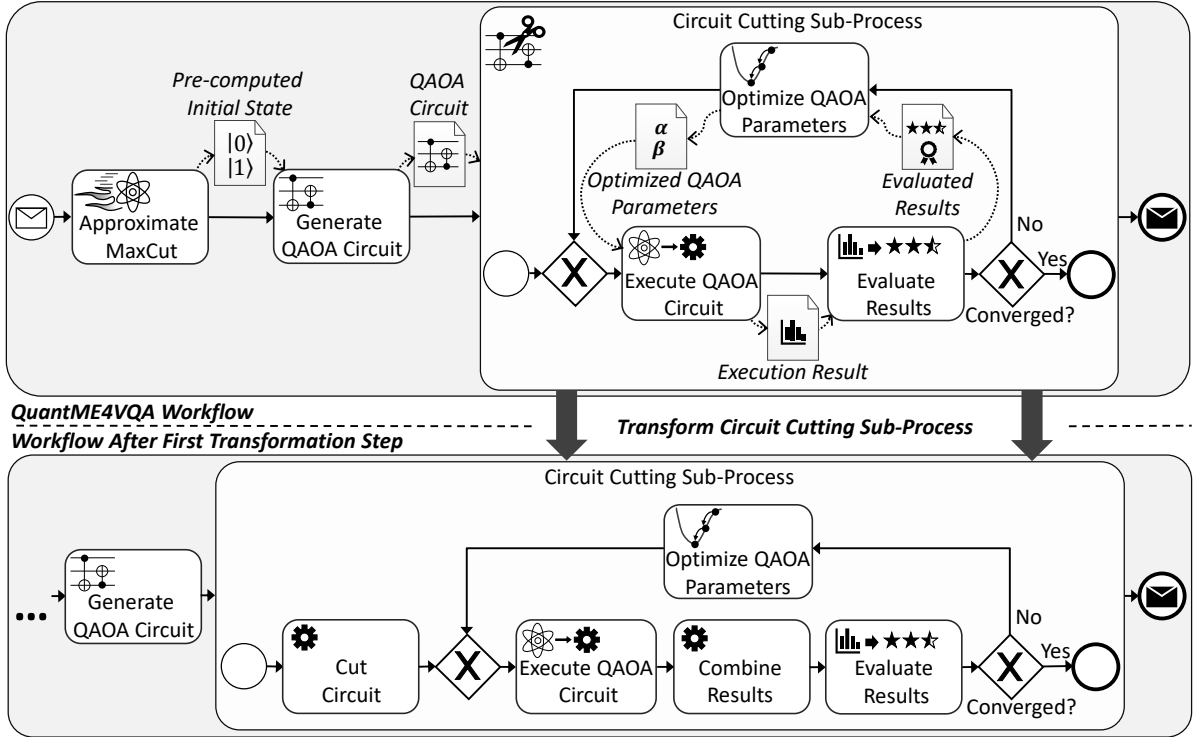 Circuit Cutting Sub-Process
Pre-computed
Initial State
QAOA
Circuit
|0⟩
|1⟩
Approximate
MaxCut
Generate
QAOA Circuit
Optimize QAOA
Parameters
α
β
Optimized QAOA
Parameters
Evaluated
Results
X
Execute QAOA
Circuit
Evaluate
Results
No
X
Yes
Converged?
Execution Result
QuantME4VQA Workflow
Workflow After First Transformation Step
Transform Circuit Cutting Sub-Process
Circuit Cutting Sub-Process
Optimize QAOA
Parameters
...
Generate
QAOA Circuit
Cut
Circuit
X
Execute QAOA
Circuit
Combine
Results
Evaluate
Results
No
X
Yes
Converged?